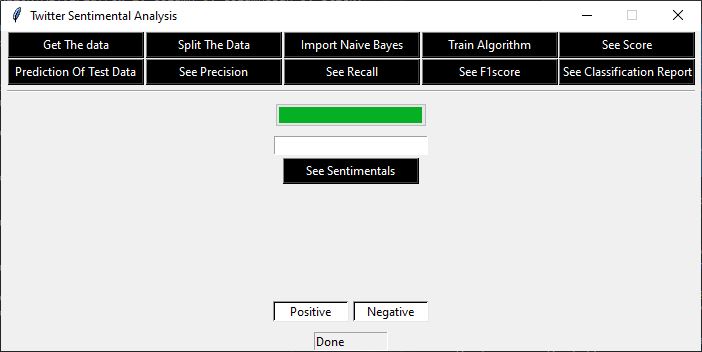 Twitter Sentimental Analysis
Get The data Split The Data Import Naive Bayes Train Algorithm See Score
Prediction Of Test Data See Precision See Recall See F1score See Classification Report
See Sentimentals
Positive Negative
Done